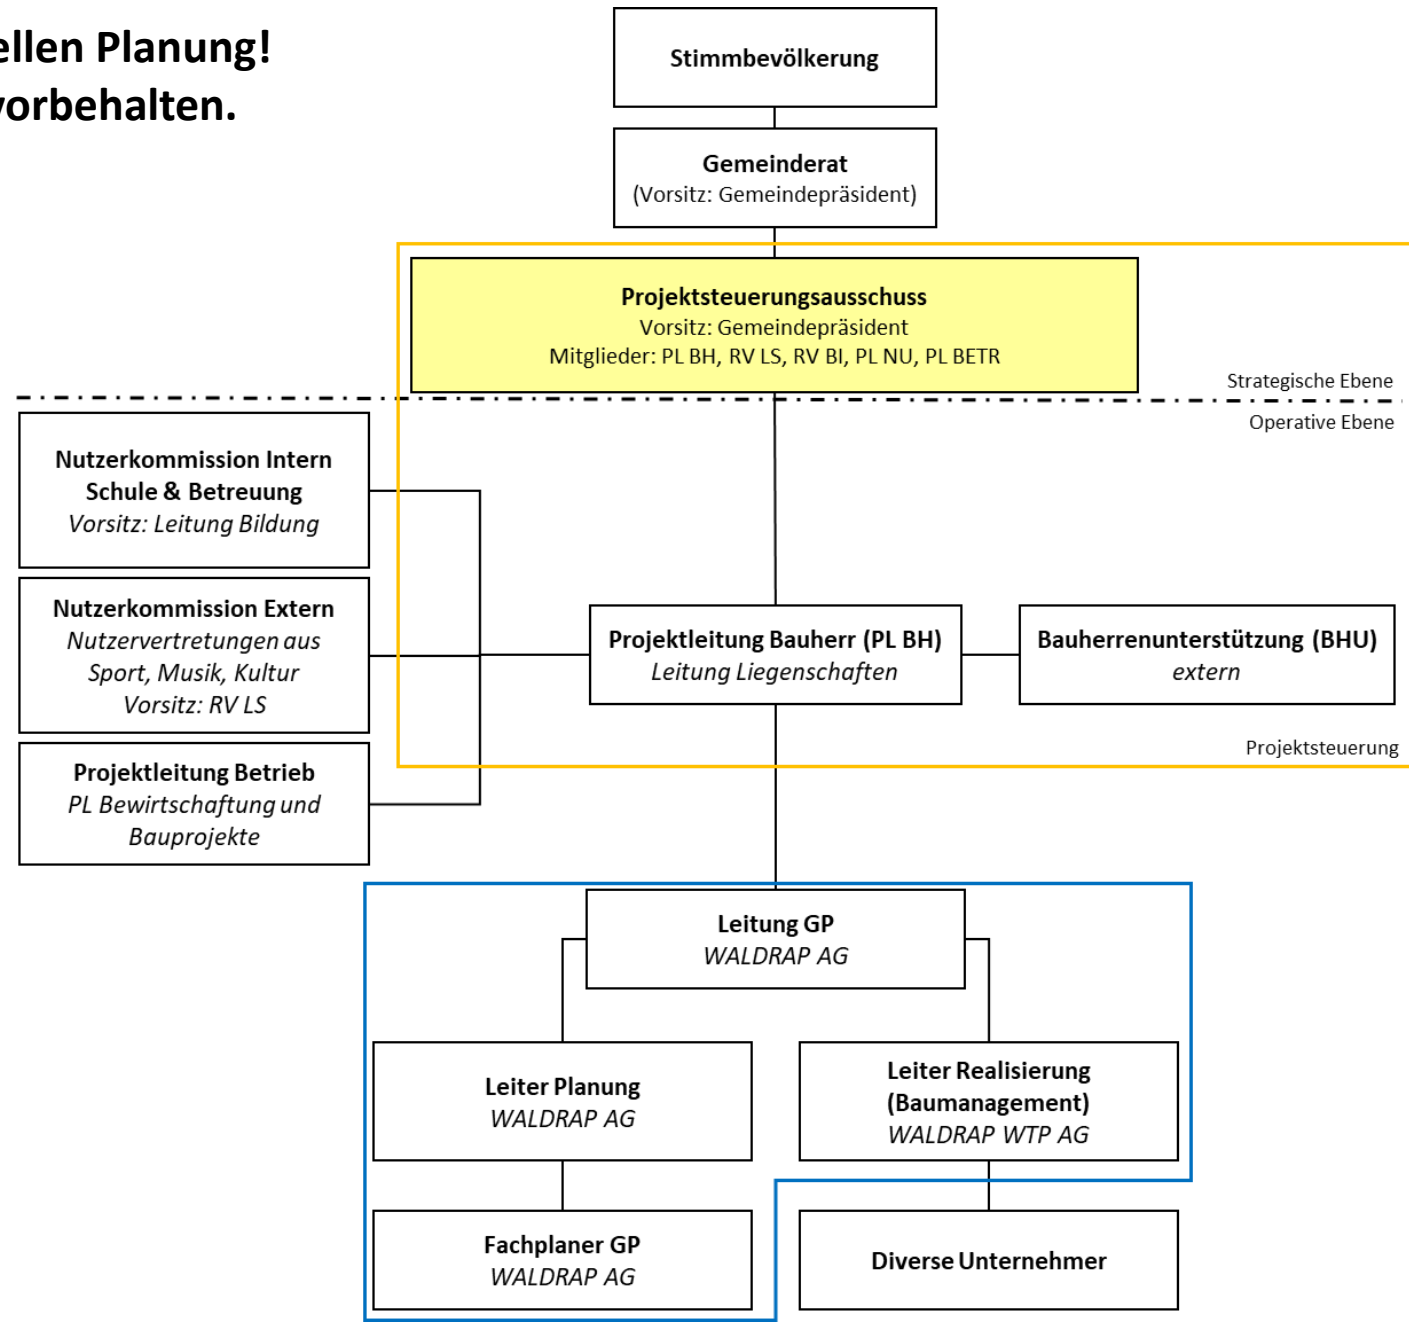 ellen Planung!
vorbehalten.
Stimmbevölkerung
Gemeinderat
(Vorsitz: Gemeindepräsident)
Projektsteuerungsausschuss
Vorsitz: Gemeindepräsident
Mitglieder: PL BH, RV LS, RV BI, PL NU, PL BETR
Strategische Ebene
Operative Ebene
Nutzerkommission Intern
Schule & Betreuung
Vorsitz: Leitung Bildung
Nutzerkommission Extern
Nutzervertretungen aus
Sport, Musik, Kultur
Vorsitz: RV LS
Projektleitung Betrieb
PL Bewirtschaftung und
Bauprojekte
Projektleitung Bauherr (PL BH)
Leitung Liegenschaften
Bauherrenunterstützung (BHU)
extern
Projektsteuerung
Leitung GP
WALDRAP AG
Leiter Planung
WALDRAP AG
Leiter Realisierung
(Baumanagement)
WALDRAP WTP AG
Fachplaner GP
WALDRAP AG
Diverse Unternehmer